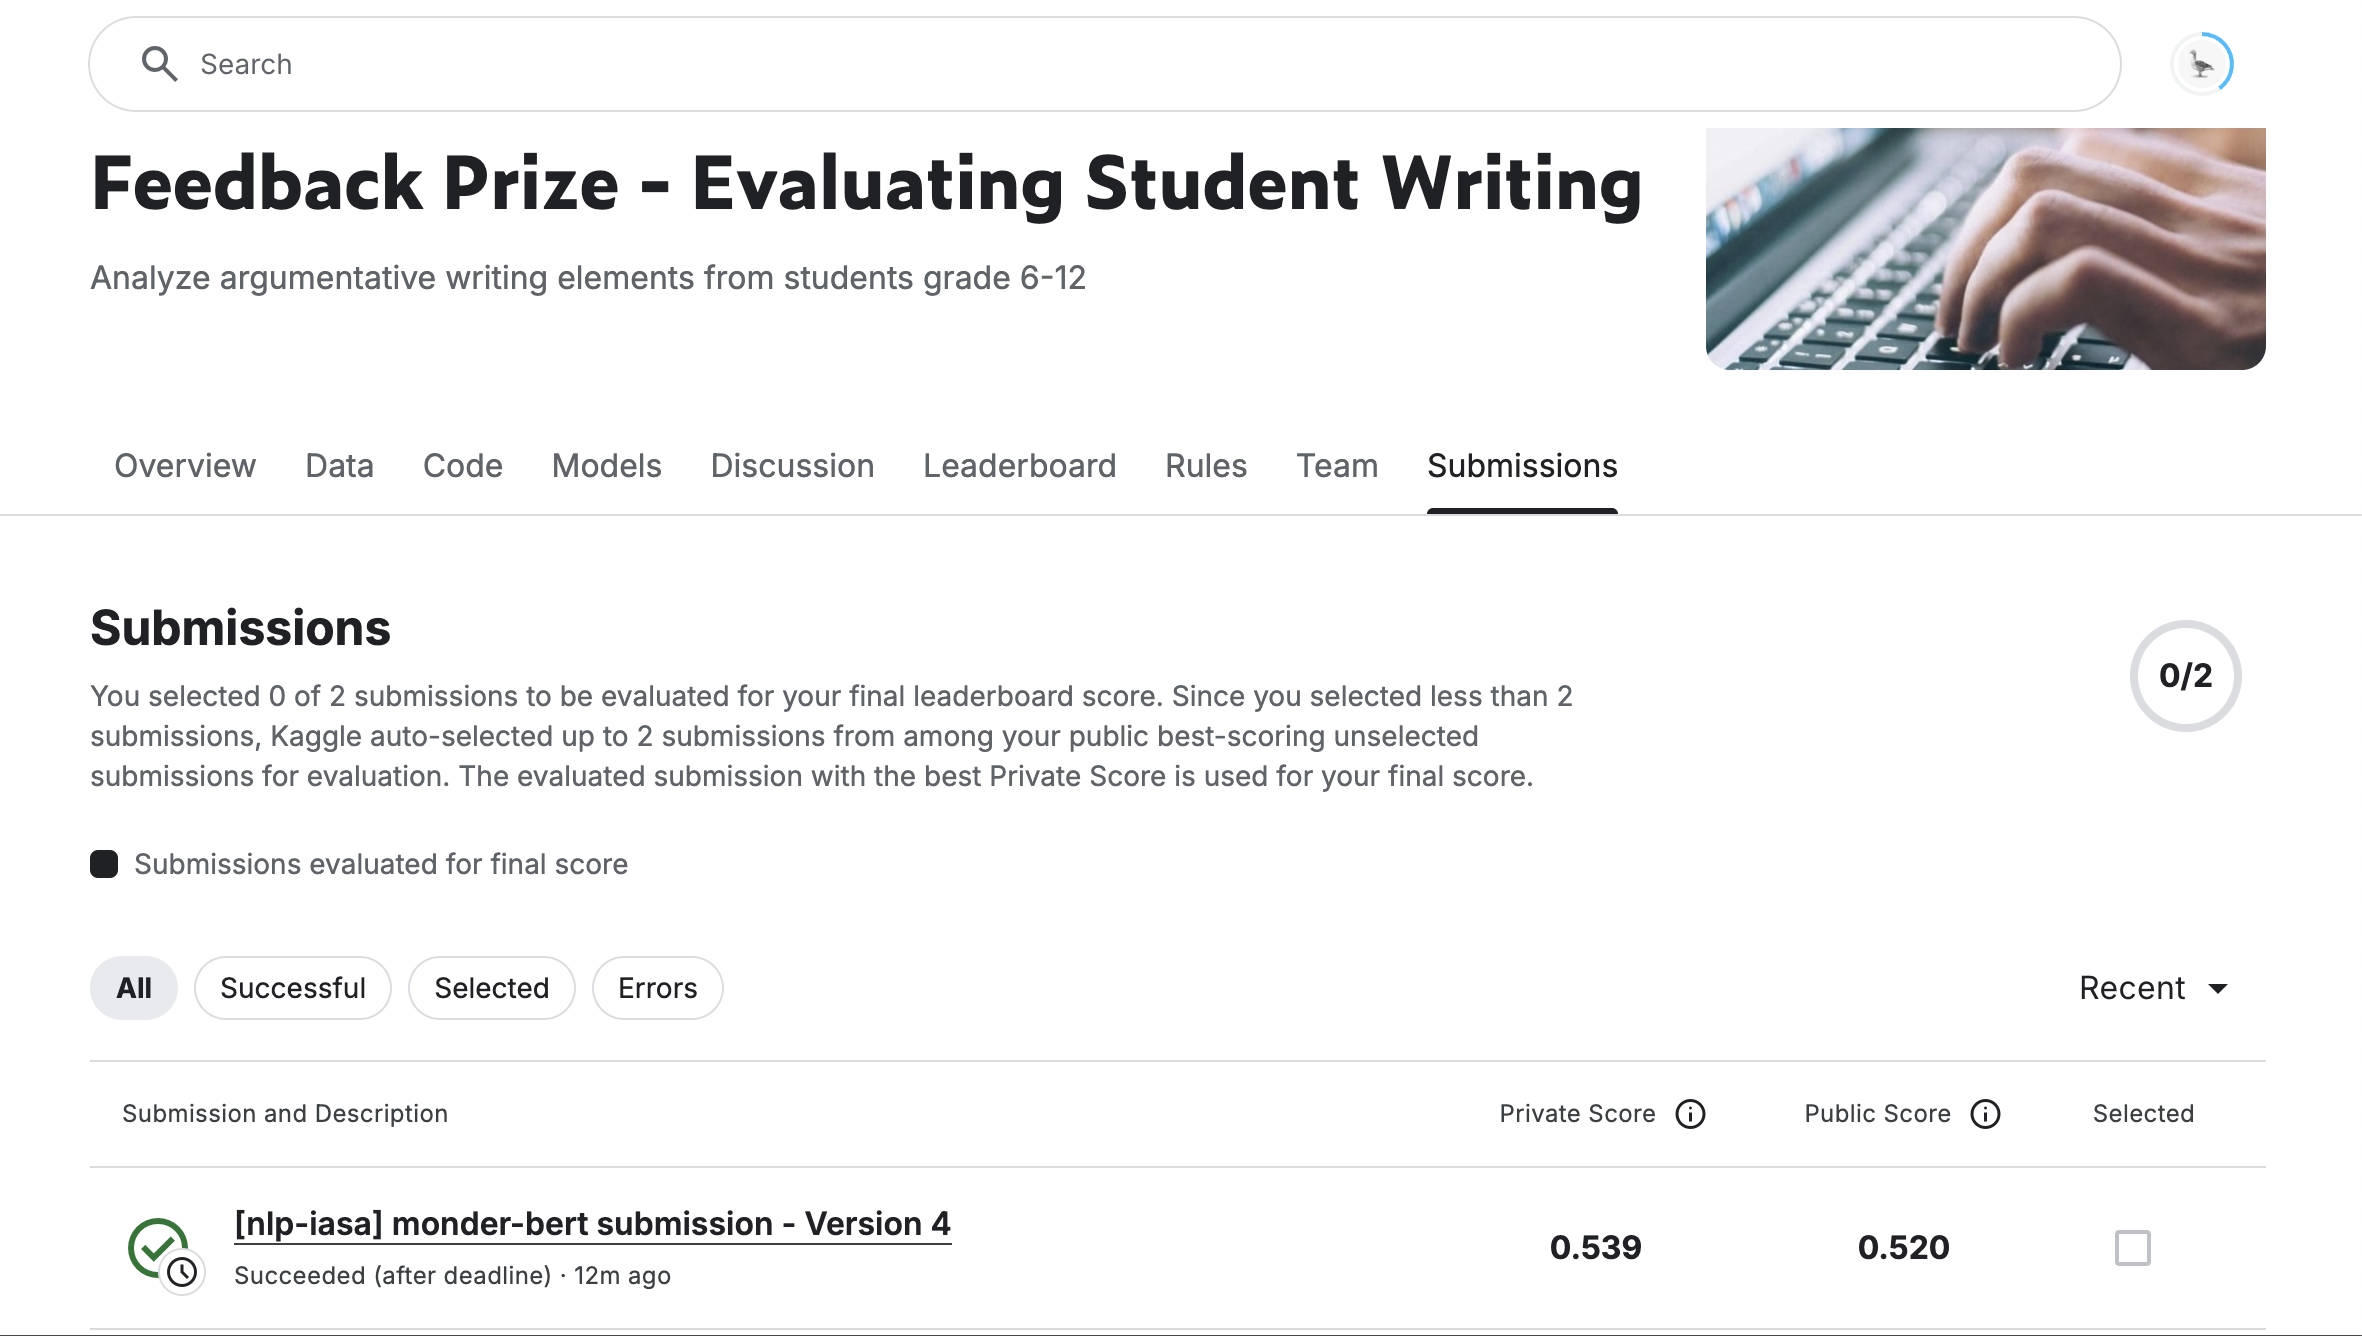 Search
Feedback Prize - Evaluating Student Writing
Analyze argumentative writing elements from students grade 6-12
Overview Data Code Models Discussion Leaderboard Rules Team Submissions
Submissions
0/2
You selected 0 of 2 submissions to be evaluated for your final leaderboard score. Since you selected less than 2
submissions, Kaggle auto-selected up to 2 submissions from among your public best-scoring unselected
submissions for evaluation. The evaluated submission with the best Private Score is used for your final score.
Submissions evaluated for final score
All Successful Selected Errors Recent
Submission and Description Private Score Public Score Selected
[nlp-iasa] monder-bert submission - Version 4
0.539 0.520
Succeeded (after deadline) · 12m ago